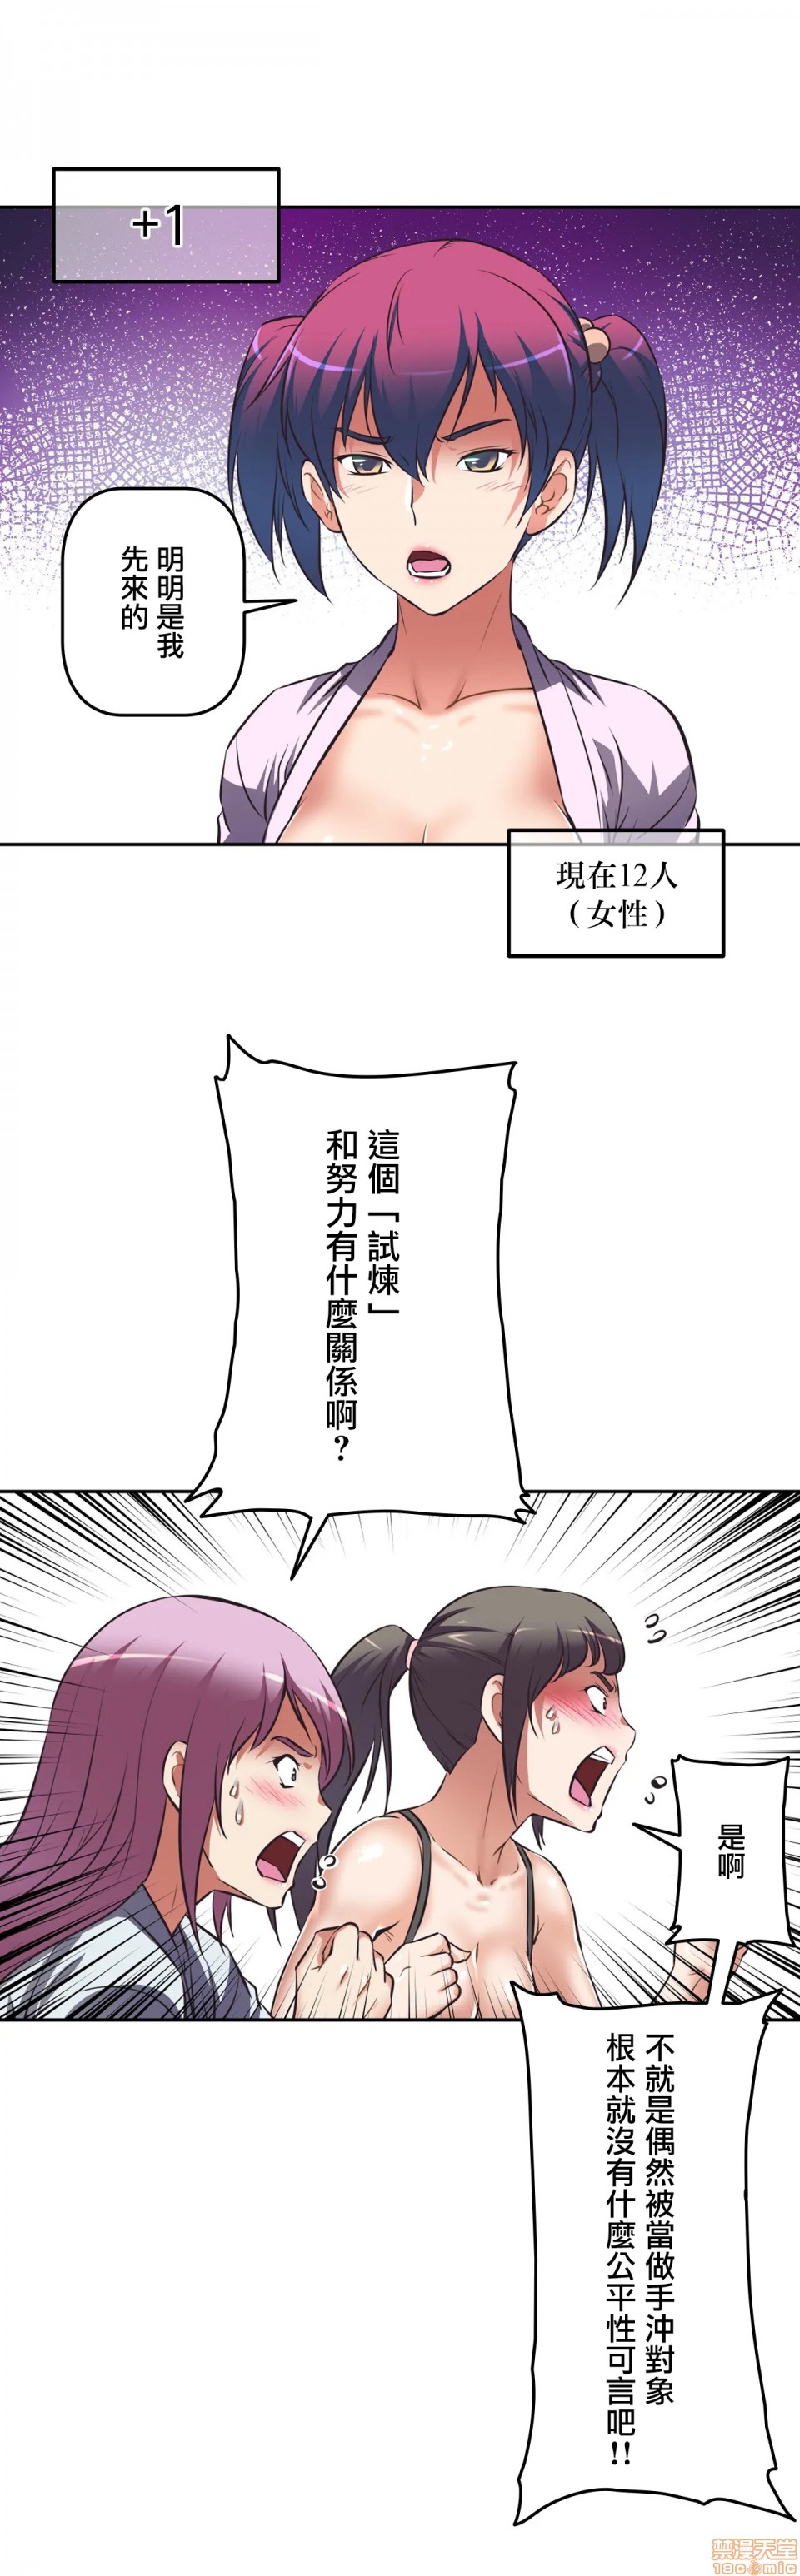 +1
明明是我
先來的
現在12人
（女性）
這個「試煉」
和努力有什麼關係啊？
是啊
不就是偶然被當做手沖對象
根本就沒有什麼公平性可言吧!!
禁漫天堂
18comic